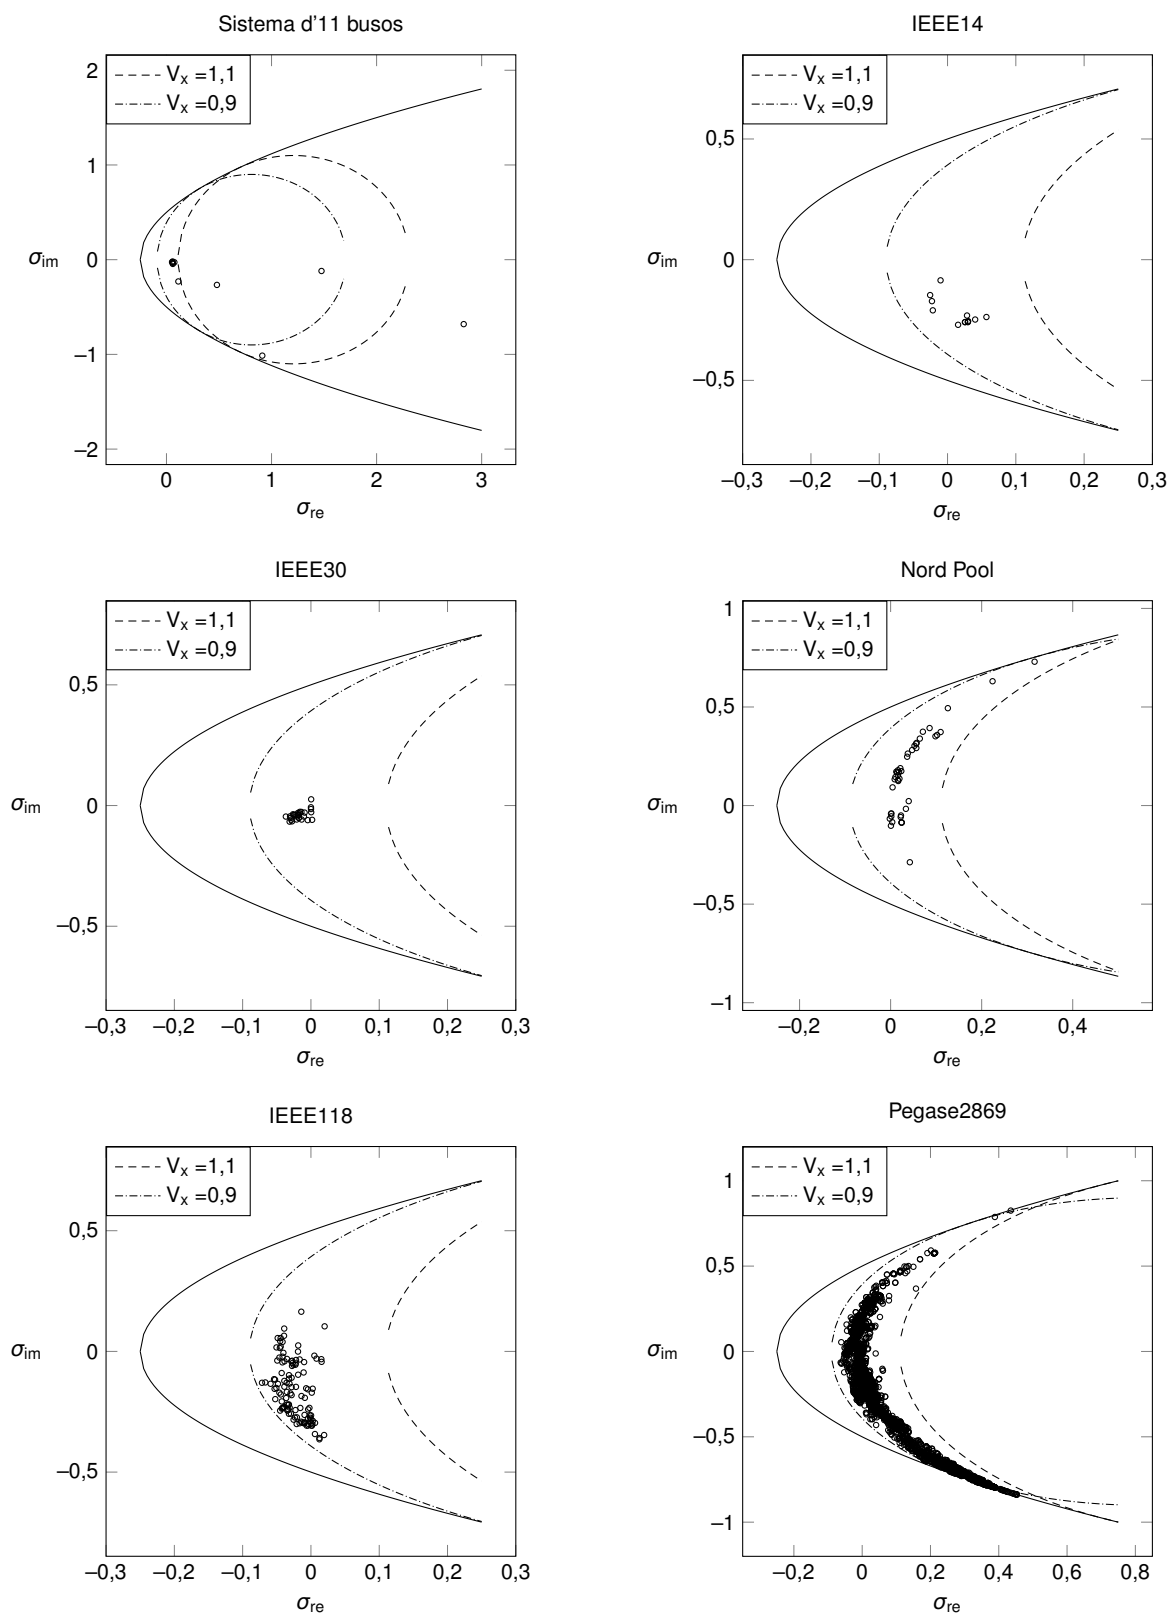 Sistema d'11 busos
V_x =1,1
V_x =0,9
2
1
0
−1
−2
σ_im
0
1
2
3
σ_re
IEEE14
V_x =1,1
V_x =0,9
0,5
0
−0,5
σ_im
−0,3
−0,2
−0,1
0
0,1
0,2
0,3
σ_re
IEEE30
V_x =1,1
V_x =0,9
0,5
0
−0,5
σ_im
−0,3
−0,2
−0,1
0
0,1
0,2
0,3
σ_re
Nord Pool
V_x =1,1
V_x =0,9
1
0,5
0
−0,5
−1
σ_im
−0,2
0
0,2
0,4
σ_re
IEEE118
V_x =1,1
V_x =0,9
0,5
0
−0,5
σ_im
−0,3
−0,2
−0,1
0
0,1
0,2
0,3
σ_re
Pegase2869
V_x =1,1
V_x =0,9
1
0,5
0
−0,5
−1
σ_im
−0,2
0
0,2
0,4
0,6
0,8
σ_re